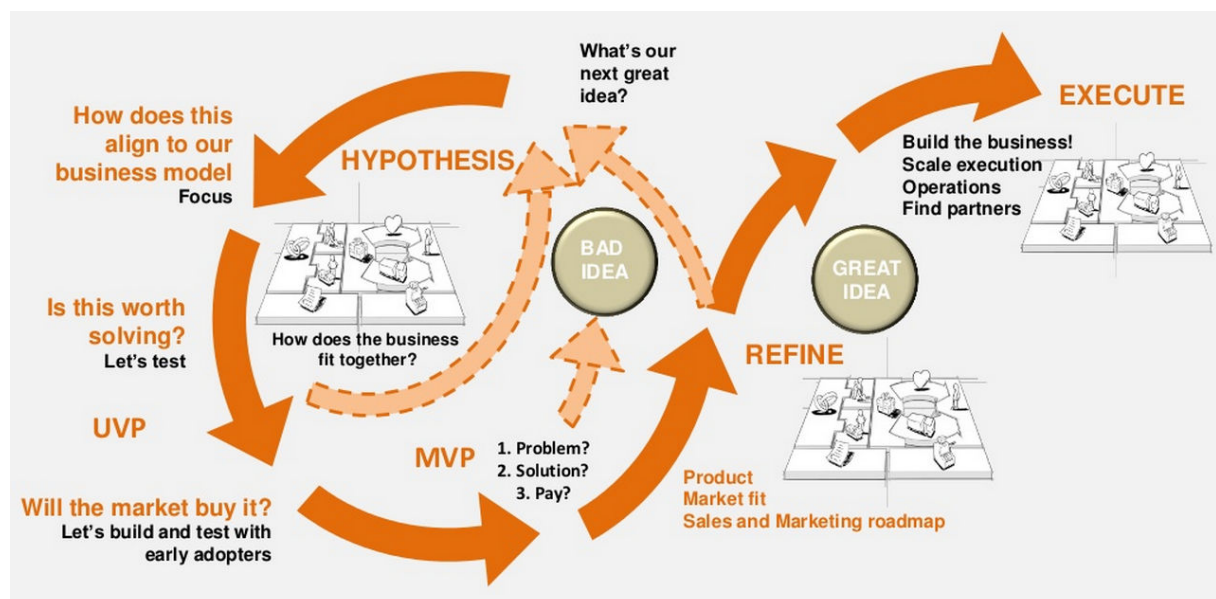 What's our
next great
idea?
How does this
align to our
business model
Focus
HYPOTHESIS
How does the business
fit together?
Is this worth
solving?
Let's test
UVP
Will the market buy it?
Let's build and test with
early adopters
MVP
1. Problem?
2. Solution?
3. Pay?
BAD
IDEA
REFINE
Product
Market fit
Sales and Marketing roadmap
GREAT
IDEA
EXECUTE
Build the business!
Scale execution
Operations
Find partners